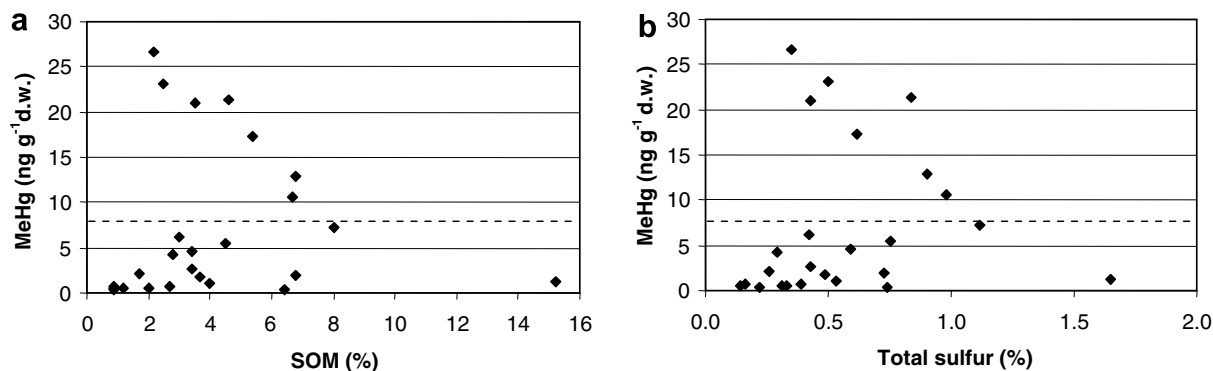 a
30
25
20
15
10
5
0
MeHg (ng g⁻¹d.w.)
0 2 4 6 8 10 12 14 16
SOM (%)
b
30
25
20
15
10
5
0
MeHg (ng g⁻¹ d.w.)
0.0 0.5 1.0 1.5 2.0
Total sulfur (%)